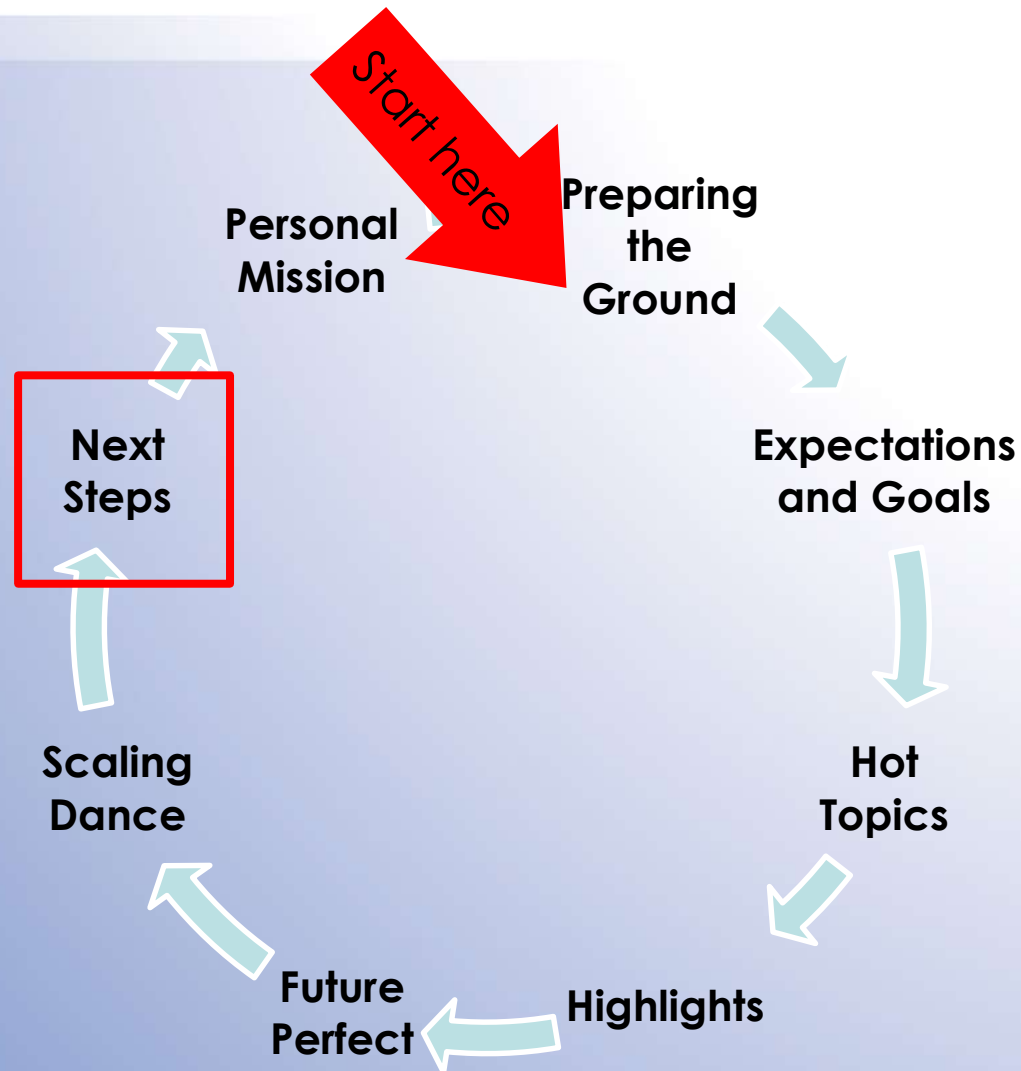 Start here
Preparing
the
Ground
Expectations
and Goals
Hot
Topics
Highlights
Future
Perfect
Scaling
Dance
Next
Steps
Personal
Mission